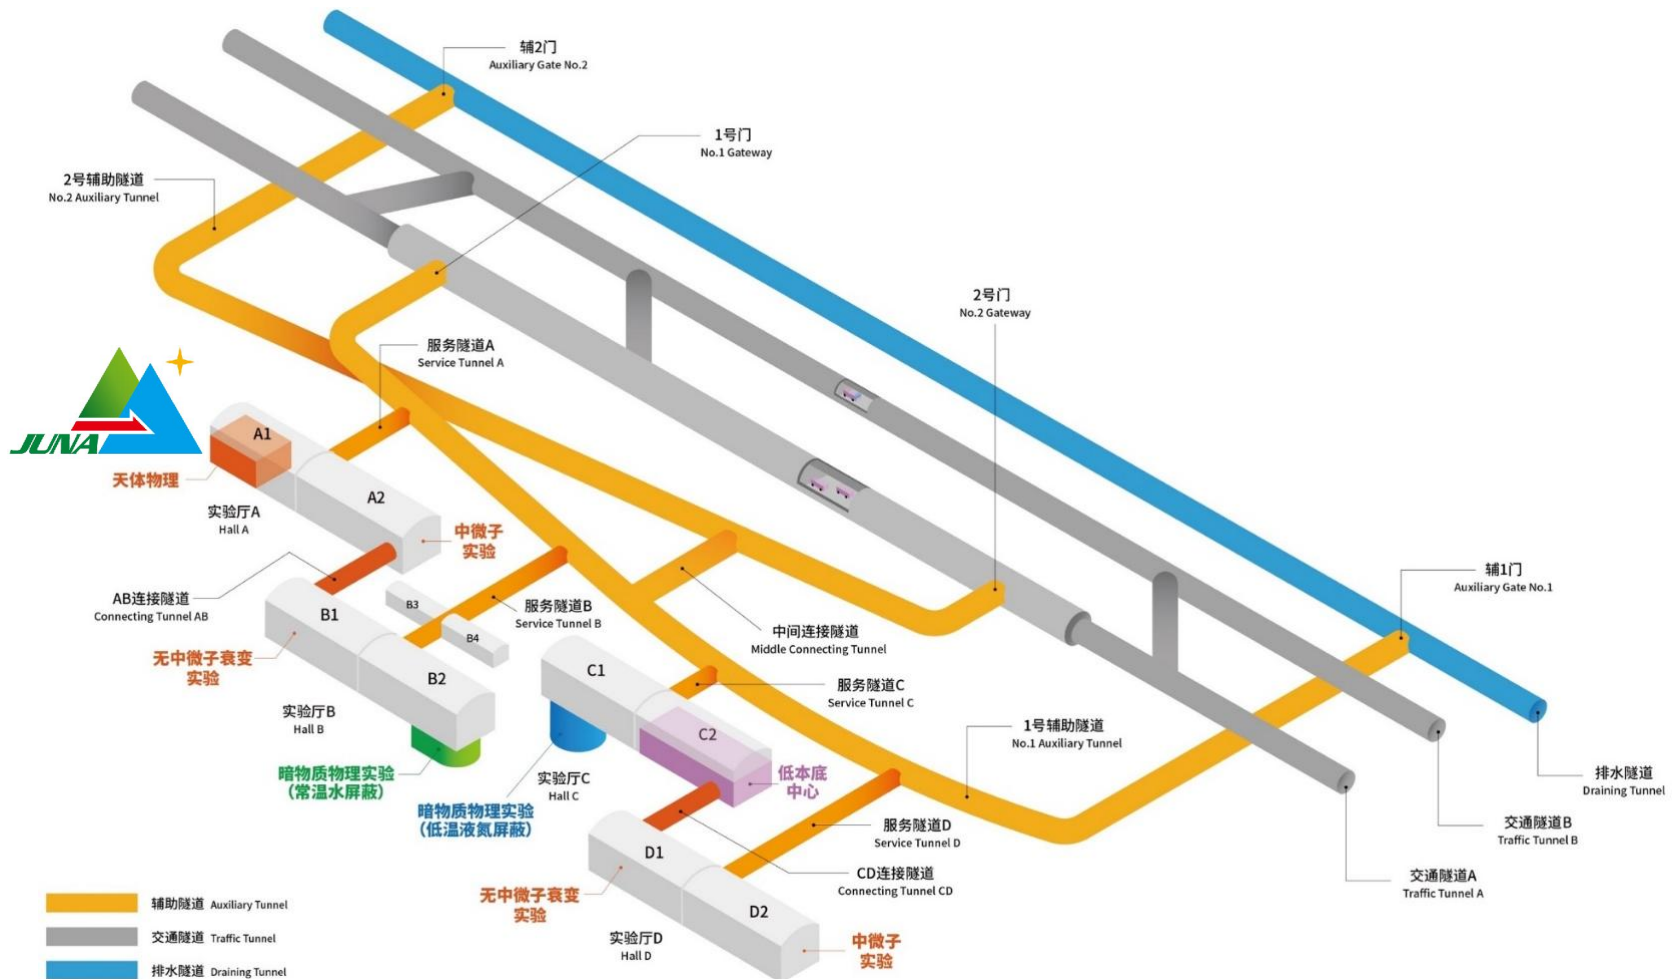 辅2门
Auxiliary Gate No.2
1号门
No.1 Gateway
2号辅助隧道
No.2 Auxiliary Tunnel
2号门
No.2 Gateway
服务隧道A
Service Tunnel A
JUNA
A1
天体物理
A2
实验厅A
Hall A
中微子
实验
AB连接隧道
Connecting Tunnel AB
B1
B3
B4
服务隧道B
Service Tunnel B
辅1门
Auxiliary Gate No.1
中间连接隧道
Middle Connecting Tunnel
无中微子衰变
实验
B2
C1
服务隧道C
Service Tunnel C
实验厅B
Hall B
C2
1号辅助隧道
No.1 Auxiliary Tunnel
暗物质物理实验
（常温水屏蔽）
实验厅C
Hall C
低本底
中心
排水隧道
Draining Tunnel
暗物质物理实验
（低温液氮屏蔽）
服务隧道D
Service Tunnel D
交通隧道B
Traffic Tunnel B
D1
CD连接隧道
Connecting Tunnel CD
交通隧道A
Traffic Tunnel A
无中微子衰变
实验
D2
实验厅D
Hall D
中微子
实验
辅助隧道 Auxiliary Tunnel
交通隧道 Traffic Tunnel
排水隧道 Draining Tunnel